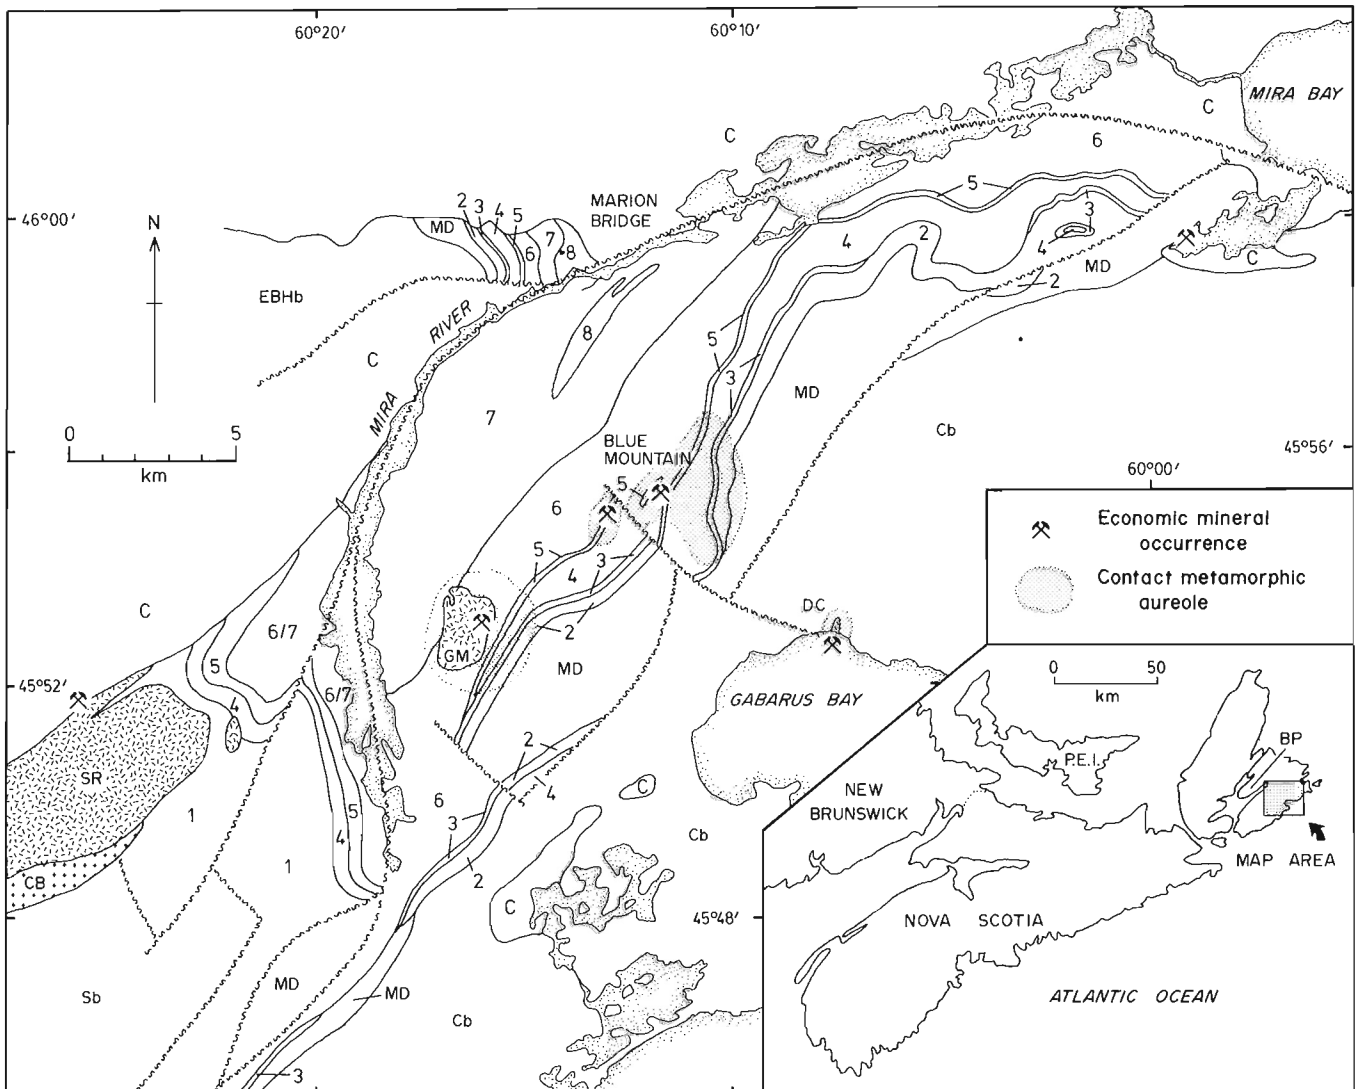 60°20'
60°10'
MIRA BAY
C
C
6
46°00'
N
2
3
4
5
MARION
BRIDGE
5
3
MD
6
7
8
4
2
4
?
C
MD
2
EBHb
RIVER
8
5
C
3
MD
MIRA
7
Cb
0
5
km
BLUE
MOUNTAIN
45°56'
60°00'
5
6
5
3
4
Economic mineral
occurrence
Contact metamorphic
aureole
C
DC
6/7
2
GM
MD
5
6/7
45°52'
4
GABARUS BAY
0
50
km
SR
2
P.E.I.
BP
4
C
NEW
BRUNSWICK
6
1
5
3
Cb
4
MAP AREA
1
2
CB
C
45°48'
NOVA SCOTIA
MD
MD
Sb
Cb
ATLANTIC OCEAN
3